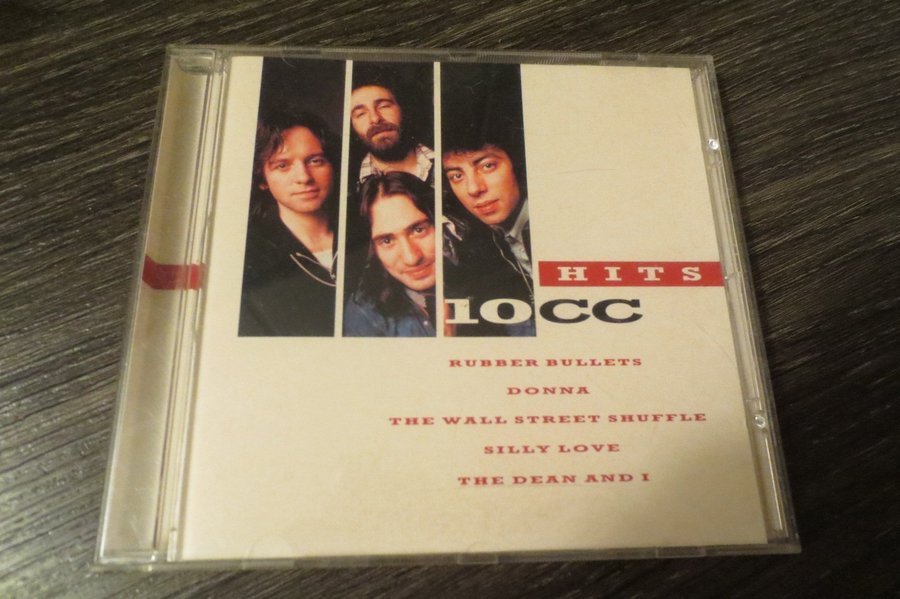 HITS
10CC
RUBBER BULLETS
DONNA
THE WALL STREET SHUFFLE
SILLY LOVE
THE DEAN AND I